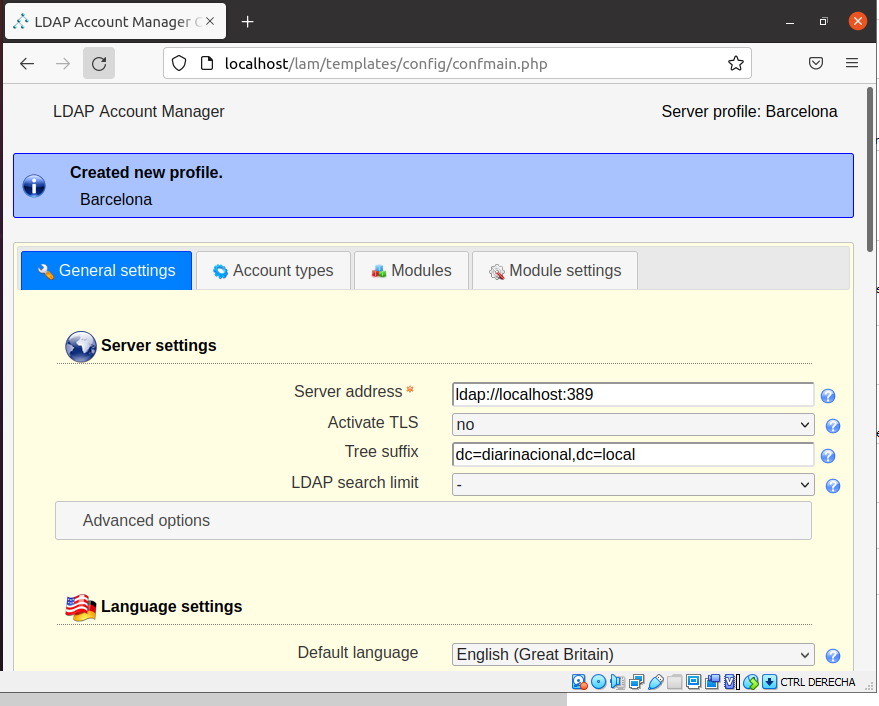 LDAP Account Manager C
localhost/lam/templates/config/confmain.php
LDAP Account Manager
Server profile: Barcelona
Created new profile.
Barcelona
General settings
Account types
Modules
Module settings
Server settings
Server address *
ldap://localhost:389
Activate TLS
no
Tree suffix
dc=diarinacional,dc=local
LDAP search limit
-
Advanced options
Language settings
Default language
English (Great Britain)
CTRL DERECHA